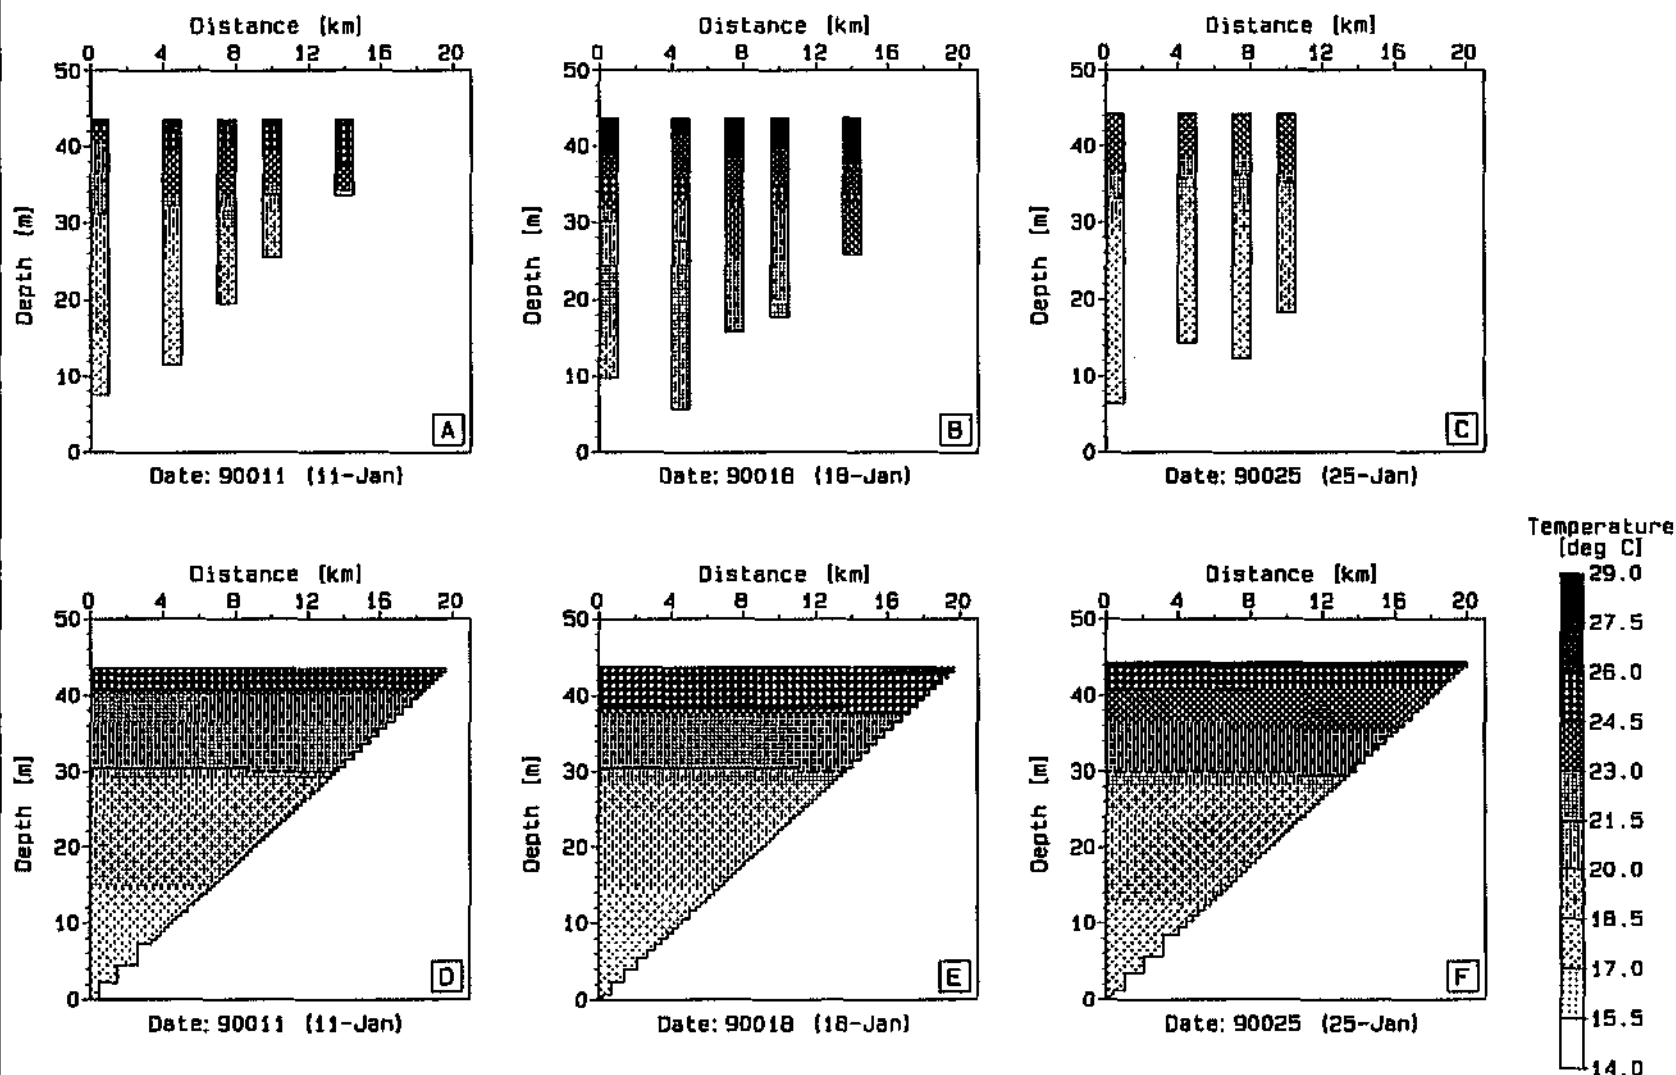 Distance [km]
0 4 8 12 16 20
50
40
30
20
10
0
Depth [m]
A
Date: 90011 (11-Jan)
Distance [km]
0 4 8 12 16 20
50
40
30
20
10
0
Depth [m]
B
Date: 90018 (18-Jan)
Distance [km]
0 4 8 12 16 20
50
40
30
20
10
0
Depth [m]
C
Date: 90025 (25-Jan)
Distance [km]
0 4 8 12 16 20
50
40
30
20
10
0
Depth [m]
D
Date: 90011 (11-Jan)
Distance [km]
0 4 8 12 16 20
50
40
30
20
10
0
Depth [m]
E
Date: 90018 (18-Jan)
Distance [km]
0 4 8 12 16 20
50
40
30
20
10
0
Depth [m]
F
Date: 90025 (25-Jan)
Temperature
[deg C]
29.0
27.5
26.0
24.5
23.0
21.5
20.0
18.5
17.0
15.5
14.0